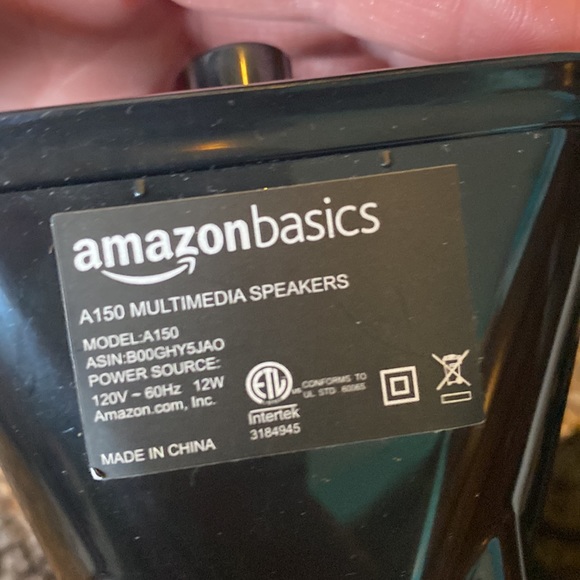 amazonbasics
A150 MULTIMEDIA SPEAKERS
MODEL:A150
ASIN:B00GHY5JAO
POWER SOURCE:
120V ~ 60Hz 12W
Amazon.com, Inc.
MADE IN CHINA
ETL
us
CONFORMS TO
UL STD. 60065
Intertek
3184945